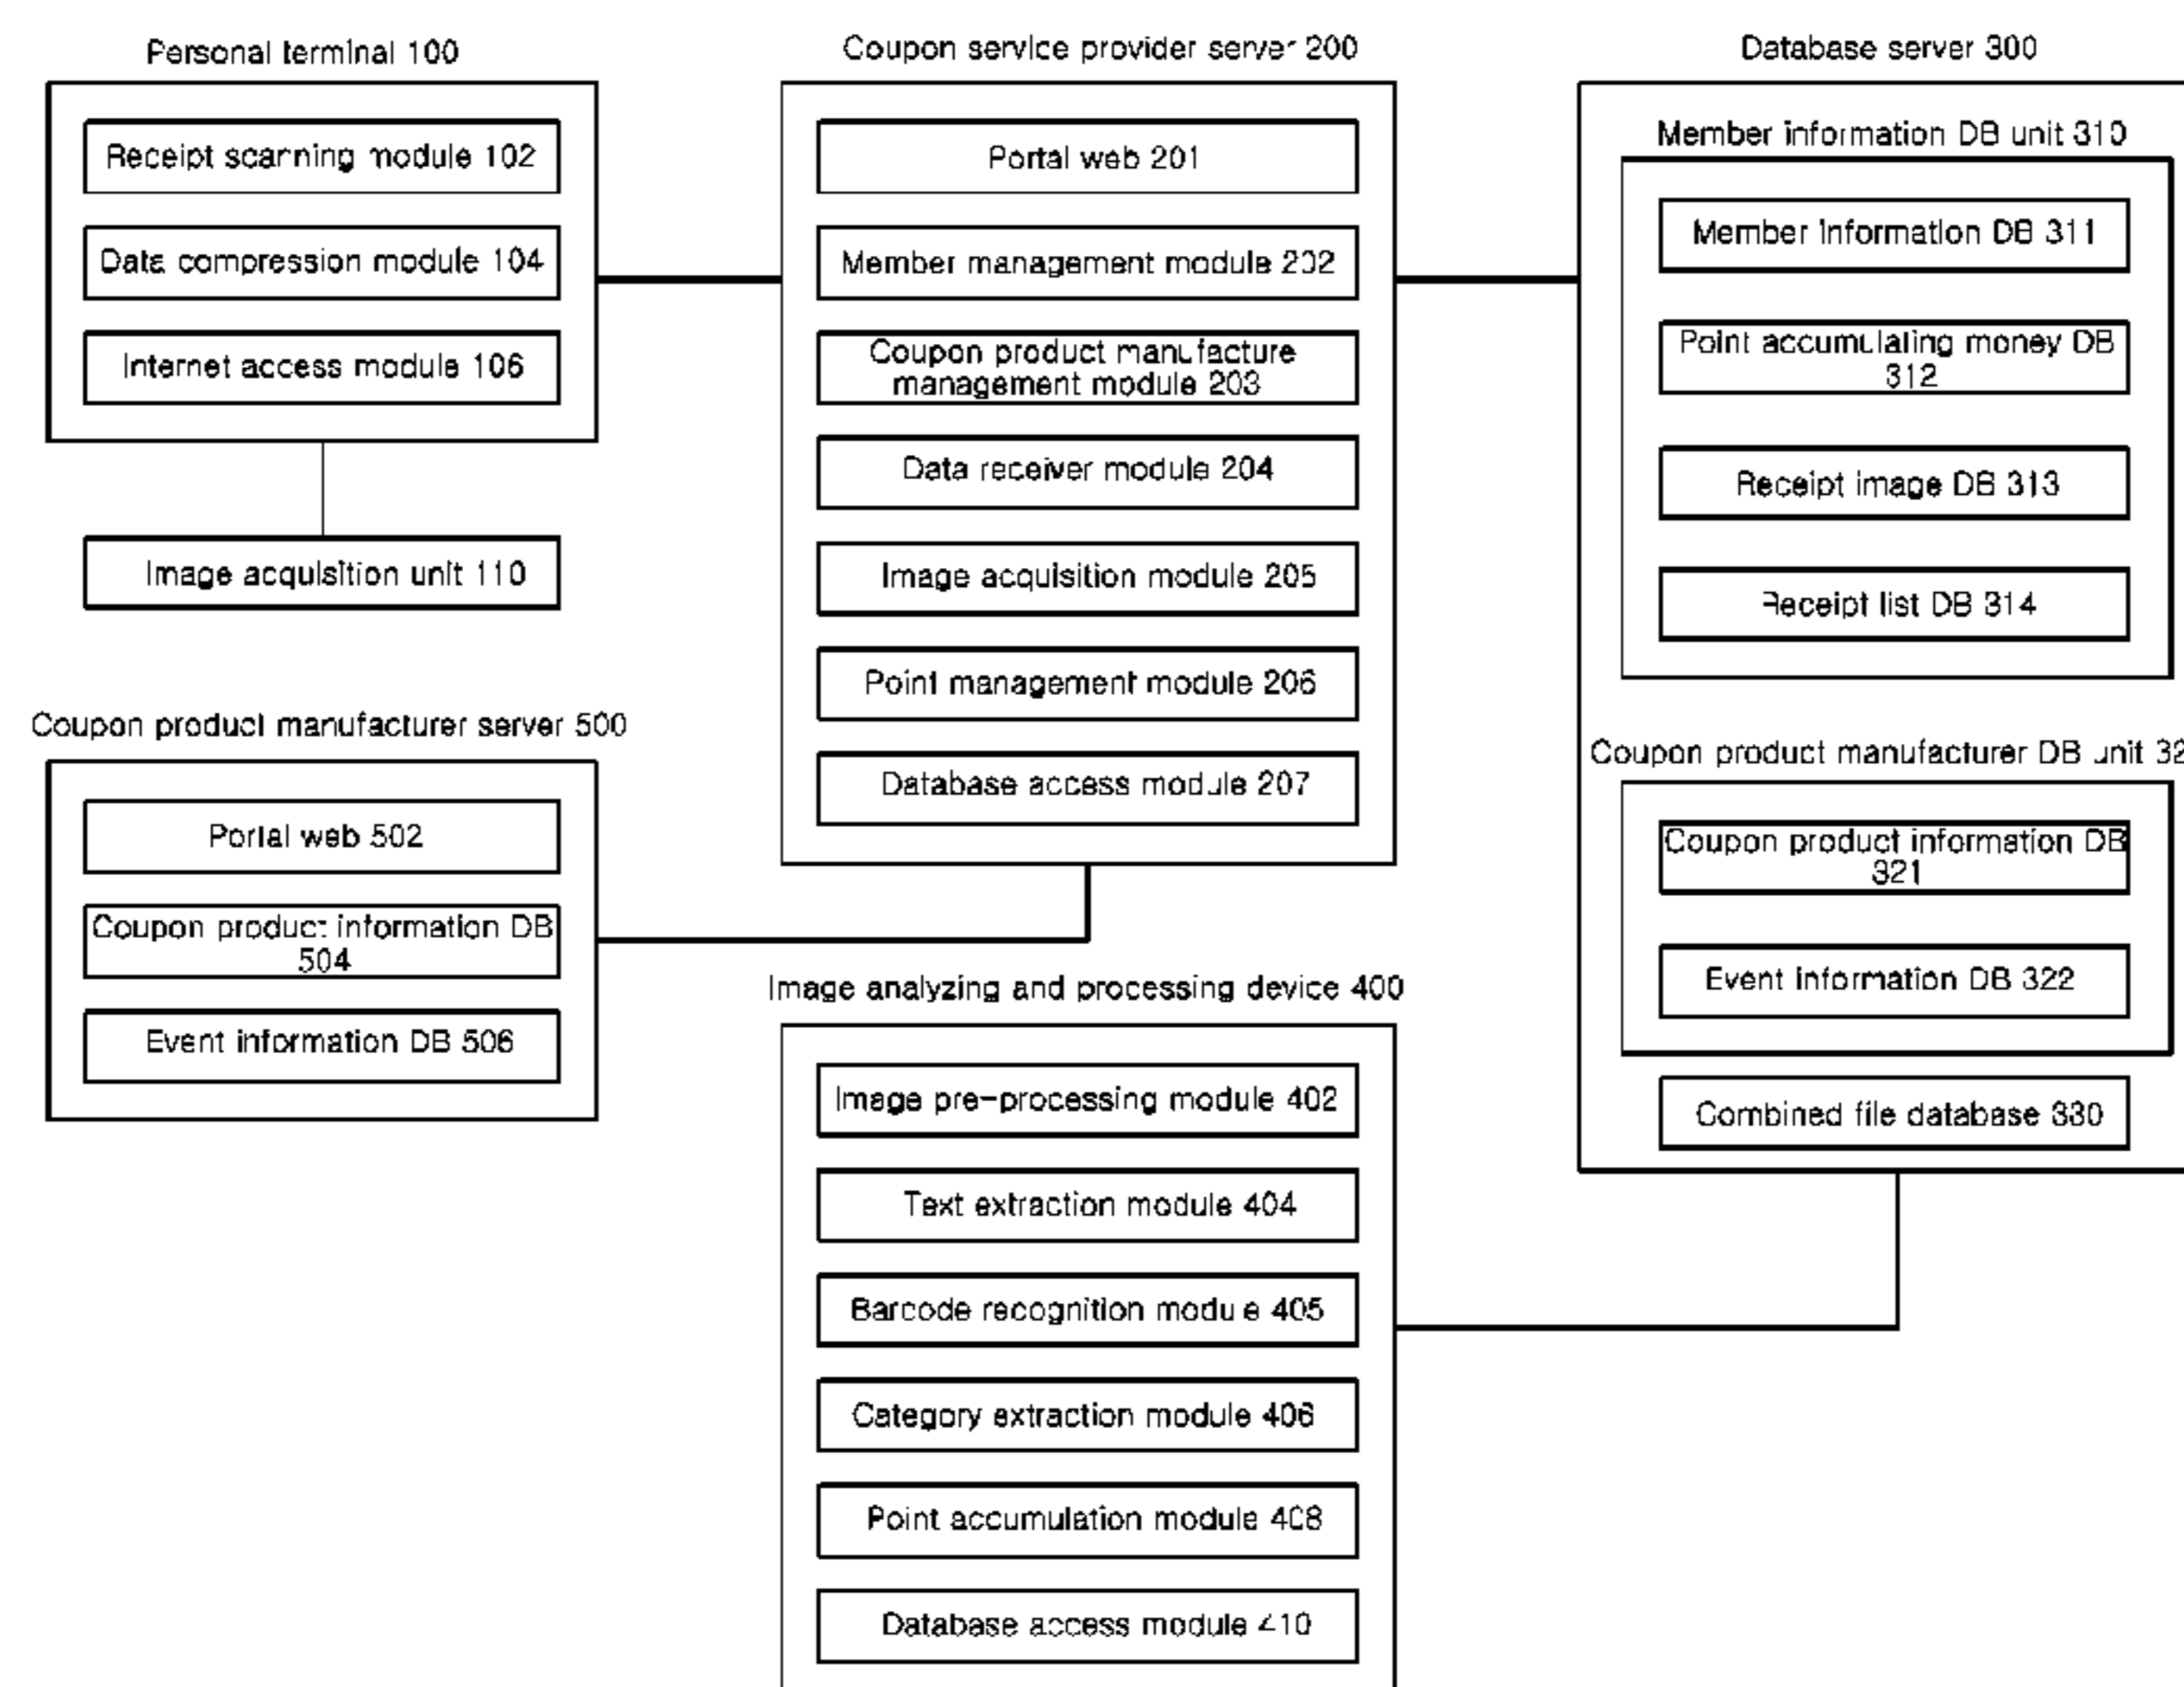 Personal terminal 100
Receipt scanning module 102
Data compression module 104
Internet access module 106
Image acquisition unit 110
Coupon product manufacturer server 500
Portal web 502
Coupon product information DB
504
Event information DB 506
Coupon service provider server 200
Portal web 201
Member management module 202
Coupon product manufacture
management module 203
Data receiver module 204
Image acquisition module 205
Point management module 206
Database access module 207
Image analyzing and processing device 400
Image pre-processing module 402
Text extraction module 404
Barcode recognition module 405
Category extraction module 406
Point accumulation module 408
Database access module 410
Database server 300
Member information DB unit 310
Member information DB 311
Point accumulating money DB
312
Receipt image DB 313
Receipt list DB 314
Coupon product manufacturer DB unit 32
Coupon product information DB
321
Event information DB 322
Combined file database 330